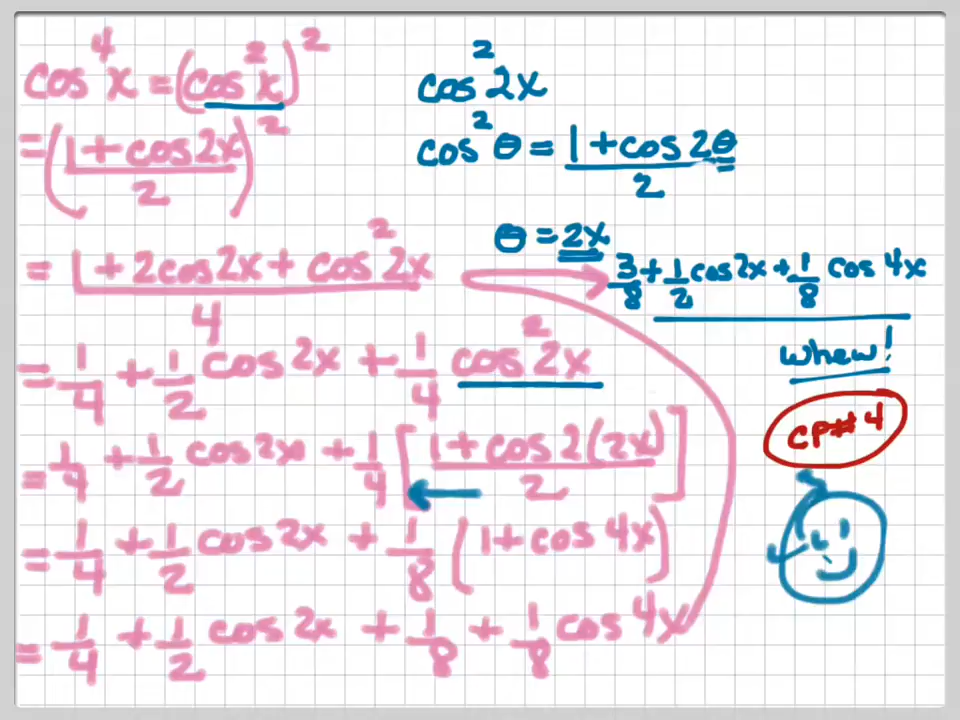 cos⁴x = (cos²x)²
= ((1 + cos2x)/2)²
= (1 + 2cos2x + cos²2x)/4
= 1/4 + 1/2 cos2x + 1/4 cos²2x
= 1/4 + 1/2 cos2x + 1/4 [(1 + cos2(2x))/2]
= 1/4 + 1/2 cos2x + 1/8 (1 + cos4x)
= 1/4 + 1/2 cos2x + 1/8 + 1/8 cos4x
cos²2x
cos²θ = (1 + cos2θ)/2
θ = 2x
3/8 + 1/2 cos2x + 1/8 cos4x
whew!
CP#4